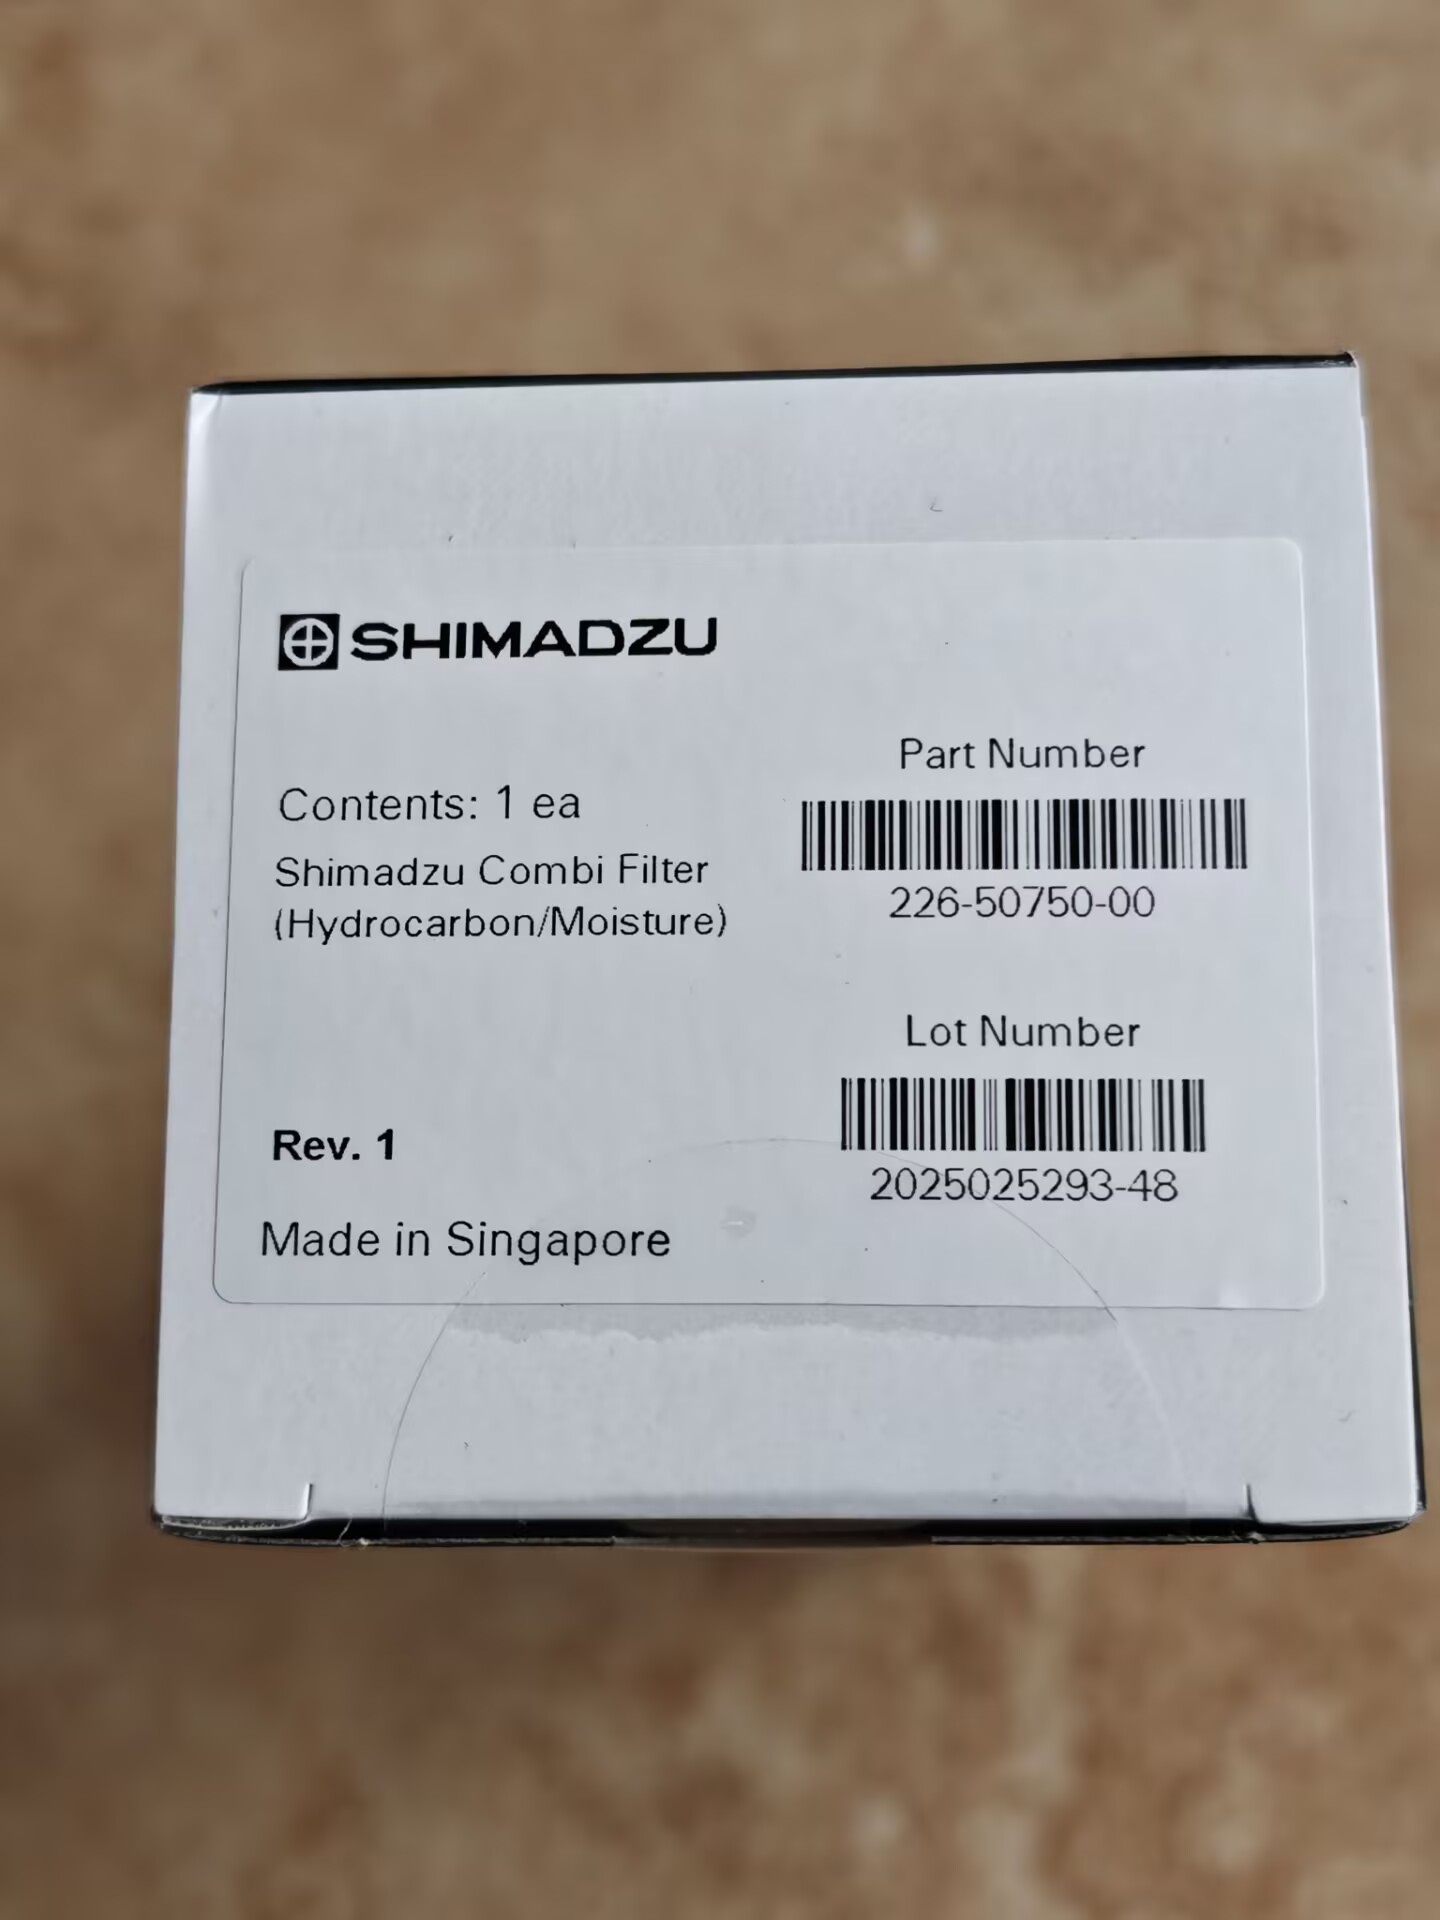 SHIMADZU
Contents: 1 ea
Shimadzu Combi Filter
(Hydrocarbon/Moisture)
Rev. 1
Made in Singapore
Part Number
226-50750-00
Lot Number
2025025293-48